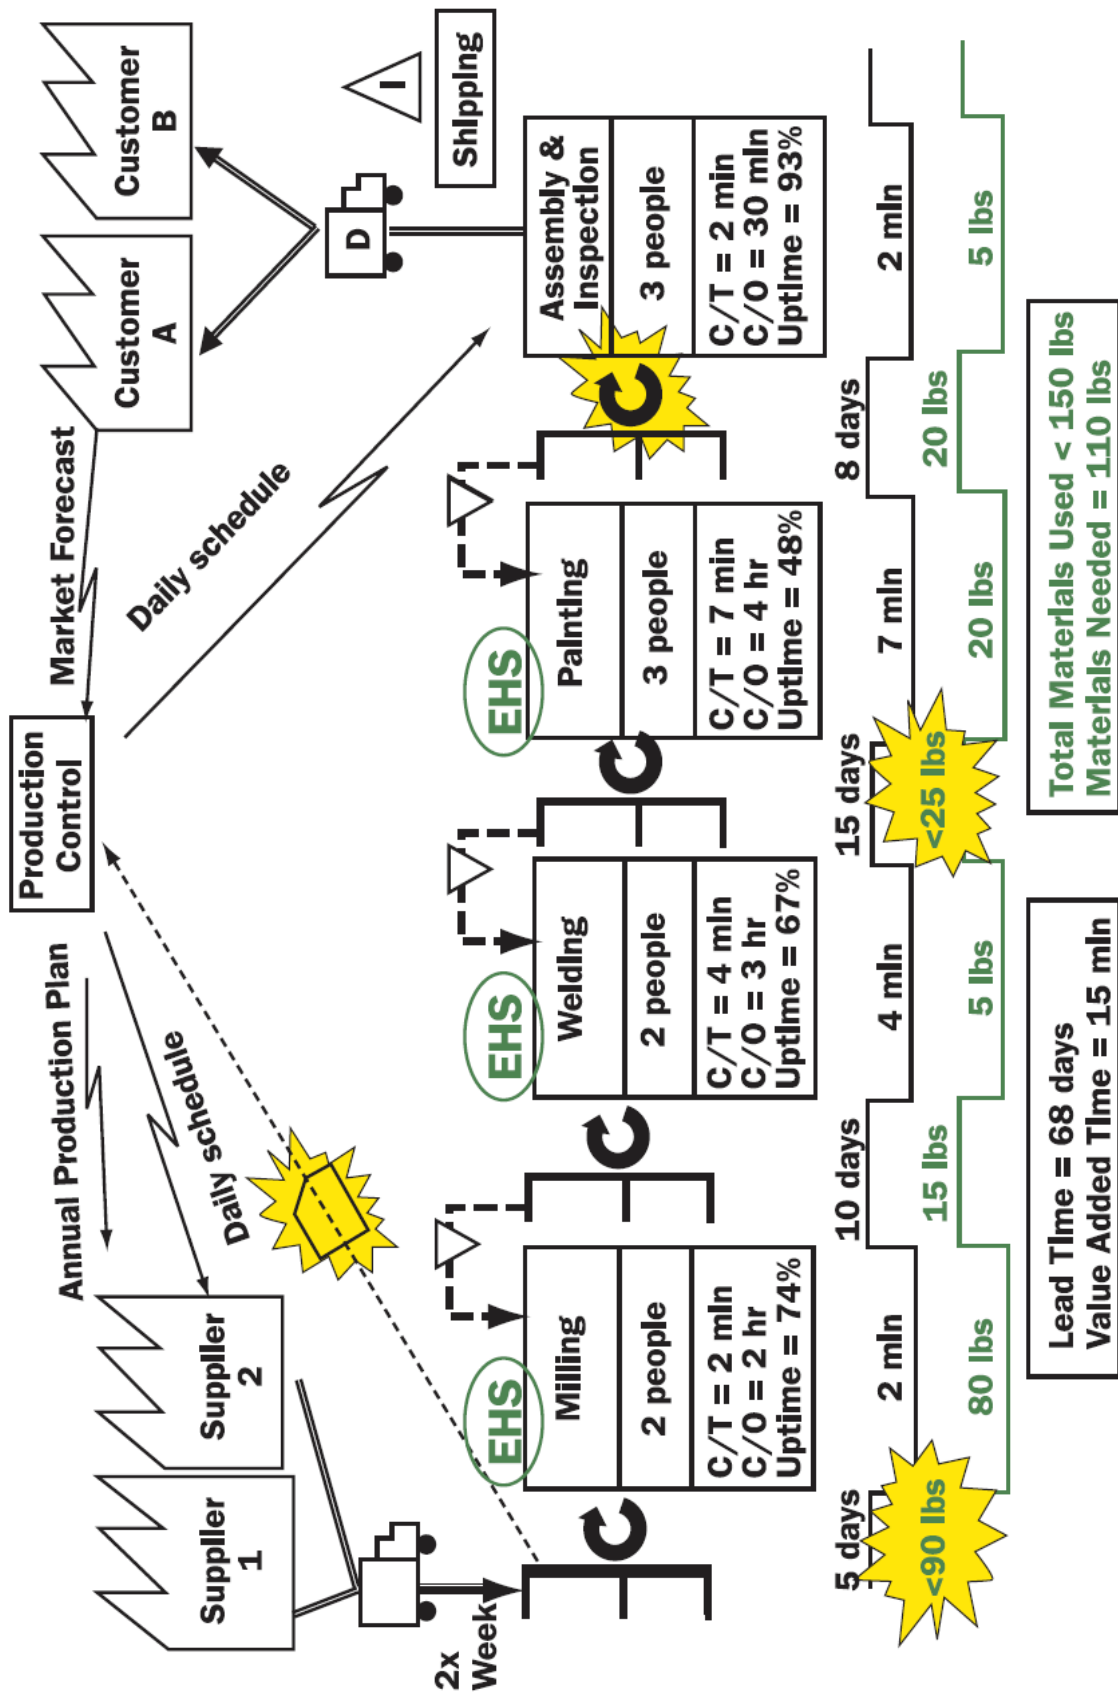 Production
Control
Annual Production Plan
Market Forecast
Daily schedule
Daily schedule
Supplier
1
Supplier
2
Customer
A
Customer
B
2x
Week
D
I
Shipping
EHS
Milling
2 people
C/T = 2 min
C/O = 2 hr
Uptime = 74%
EHS
Welding
2 people
C/T = 4 min
C/O = 3 hr
Uptime = 67%
EHS
Painting
3 people
C/T = 7 min
C/O = 4 hr
Uptime = 48%
Assembly &
Inspection
3 people
C/T = 2 min
C/O = 30 min
Uptime = 93%
5 days
2 min
10 days
4 min
15 days
7 min
8 days
2 min
<90 lbs
80 lbs
15 lbs
5 lbs
<25 lbs
20 lbs
20 lbs
5 lbs
Lead Time = 68 days
Value Added Time = 15 min
Total Materials Used < 150 lbs
Materials Needed = 110 lbs